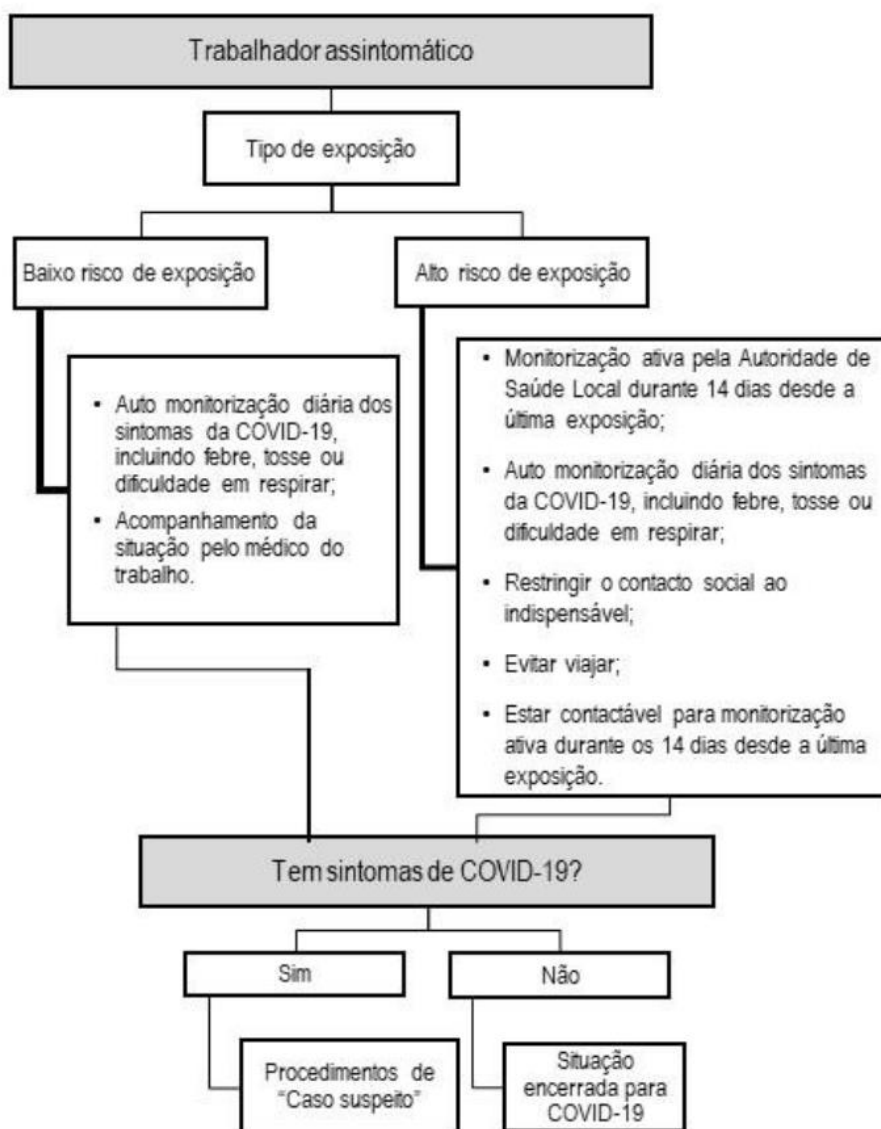 Trabalhador assintomático
Tipo de exposição
Baixo risco de exposição
Alto risco de exposição
• Auto monitorização diária dos
sintomas da COVID-19,
incluindo febre, tosse ou
dificuldade em respirar;
• Acompanhamento da
situação pelo médico do
trabalho.
• Monitorização ativa pela Autoridade de
Saúde Local durante 14 dias desde a
última exposição;
• Auto monitorização diária dos sintomas
da COVID-19, incluindo febre, tosse ou
dificuldade em respirar;
• Restringir o contacto social ao
indispensável;
• Evitar viajar;
• Estar contactável para monitorização
ativa durante os 14 dias desde a última
exposição.
Tem sintomas de COVID-19?
Sim
Não
Procedimentos de
“Caso suspeito”
Situação
encerrada para
COVID-19